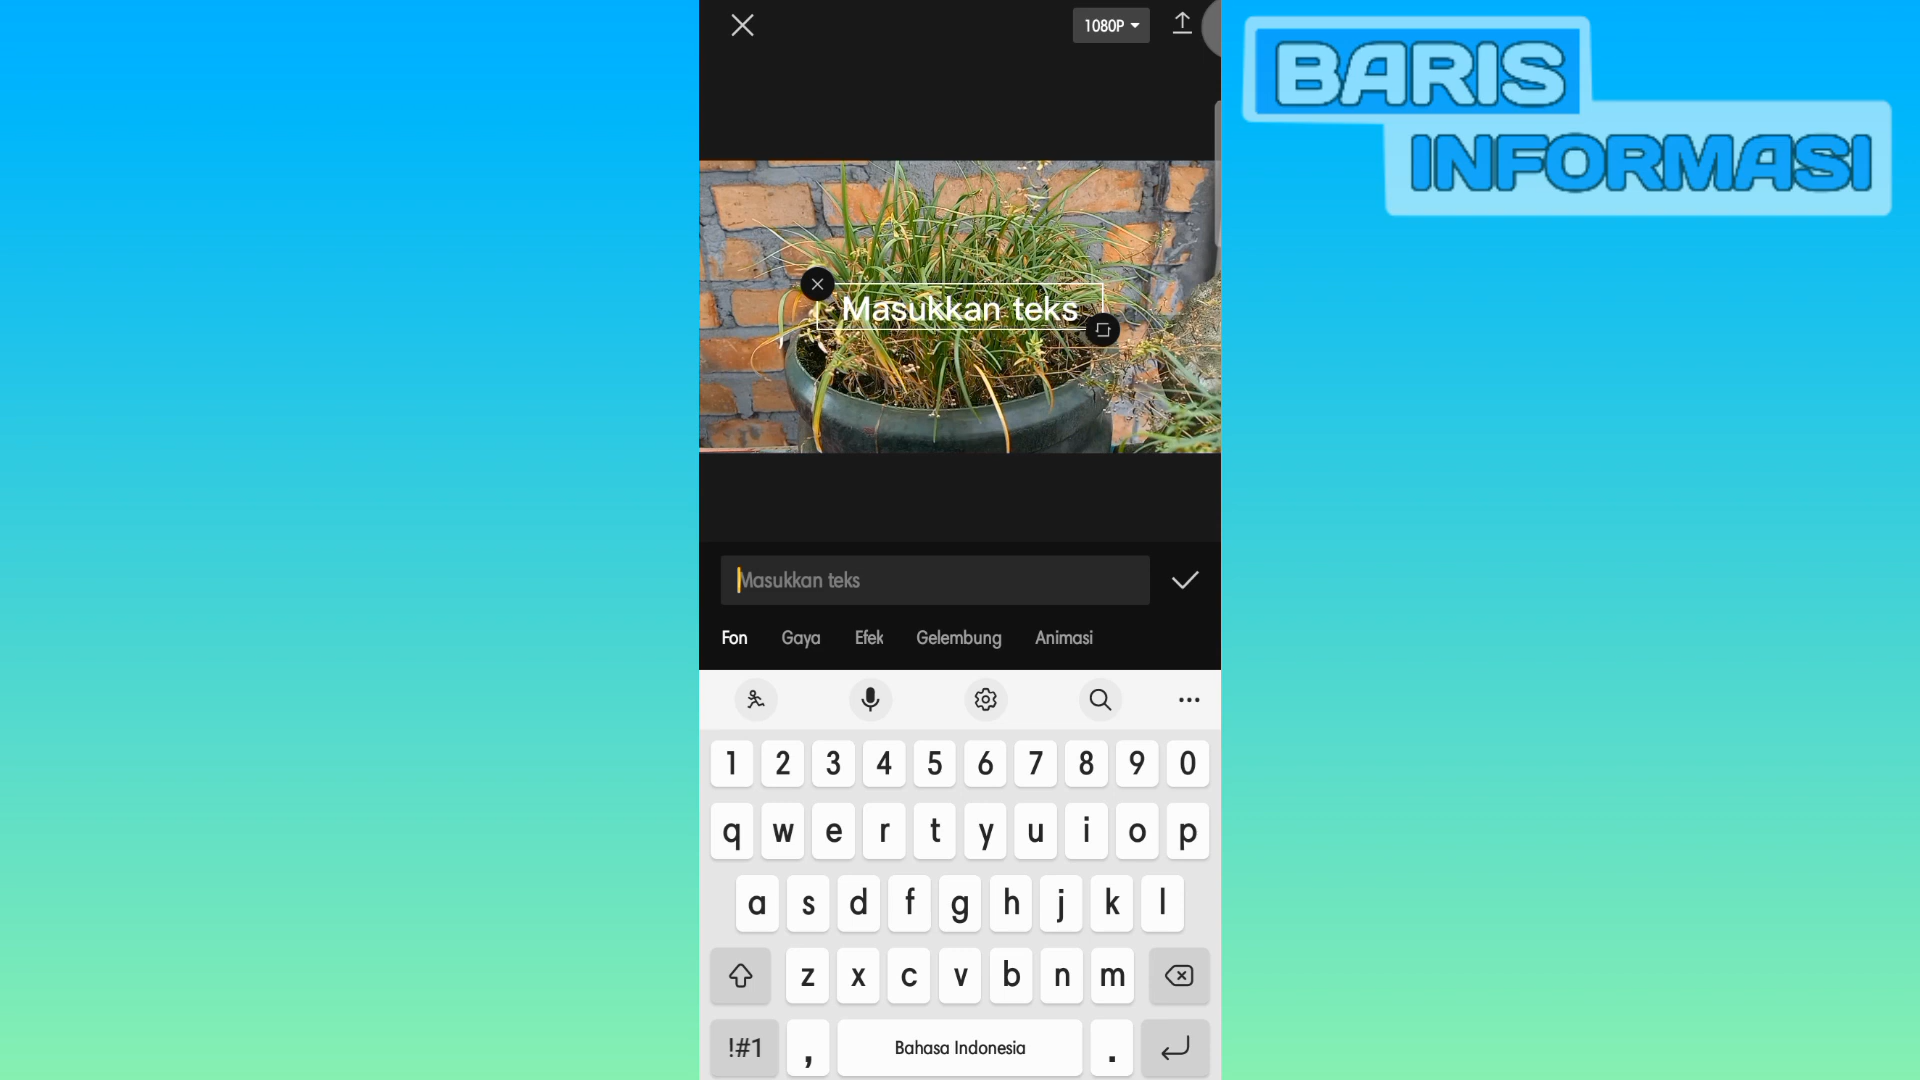 1080P
BARIS
INFORMASI
Masukkan teks
Masukkan teks
Fon Gaya Efek Gelembung Animasi
1 2 3 4 5 6 7 8 9 0
q w e r t y u i o p
a s d f g h j k l
z x c v b n m
!#1 , Bahasa Indonesia .